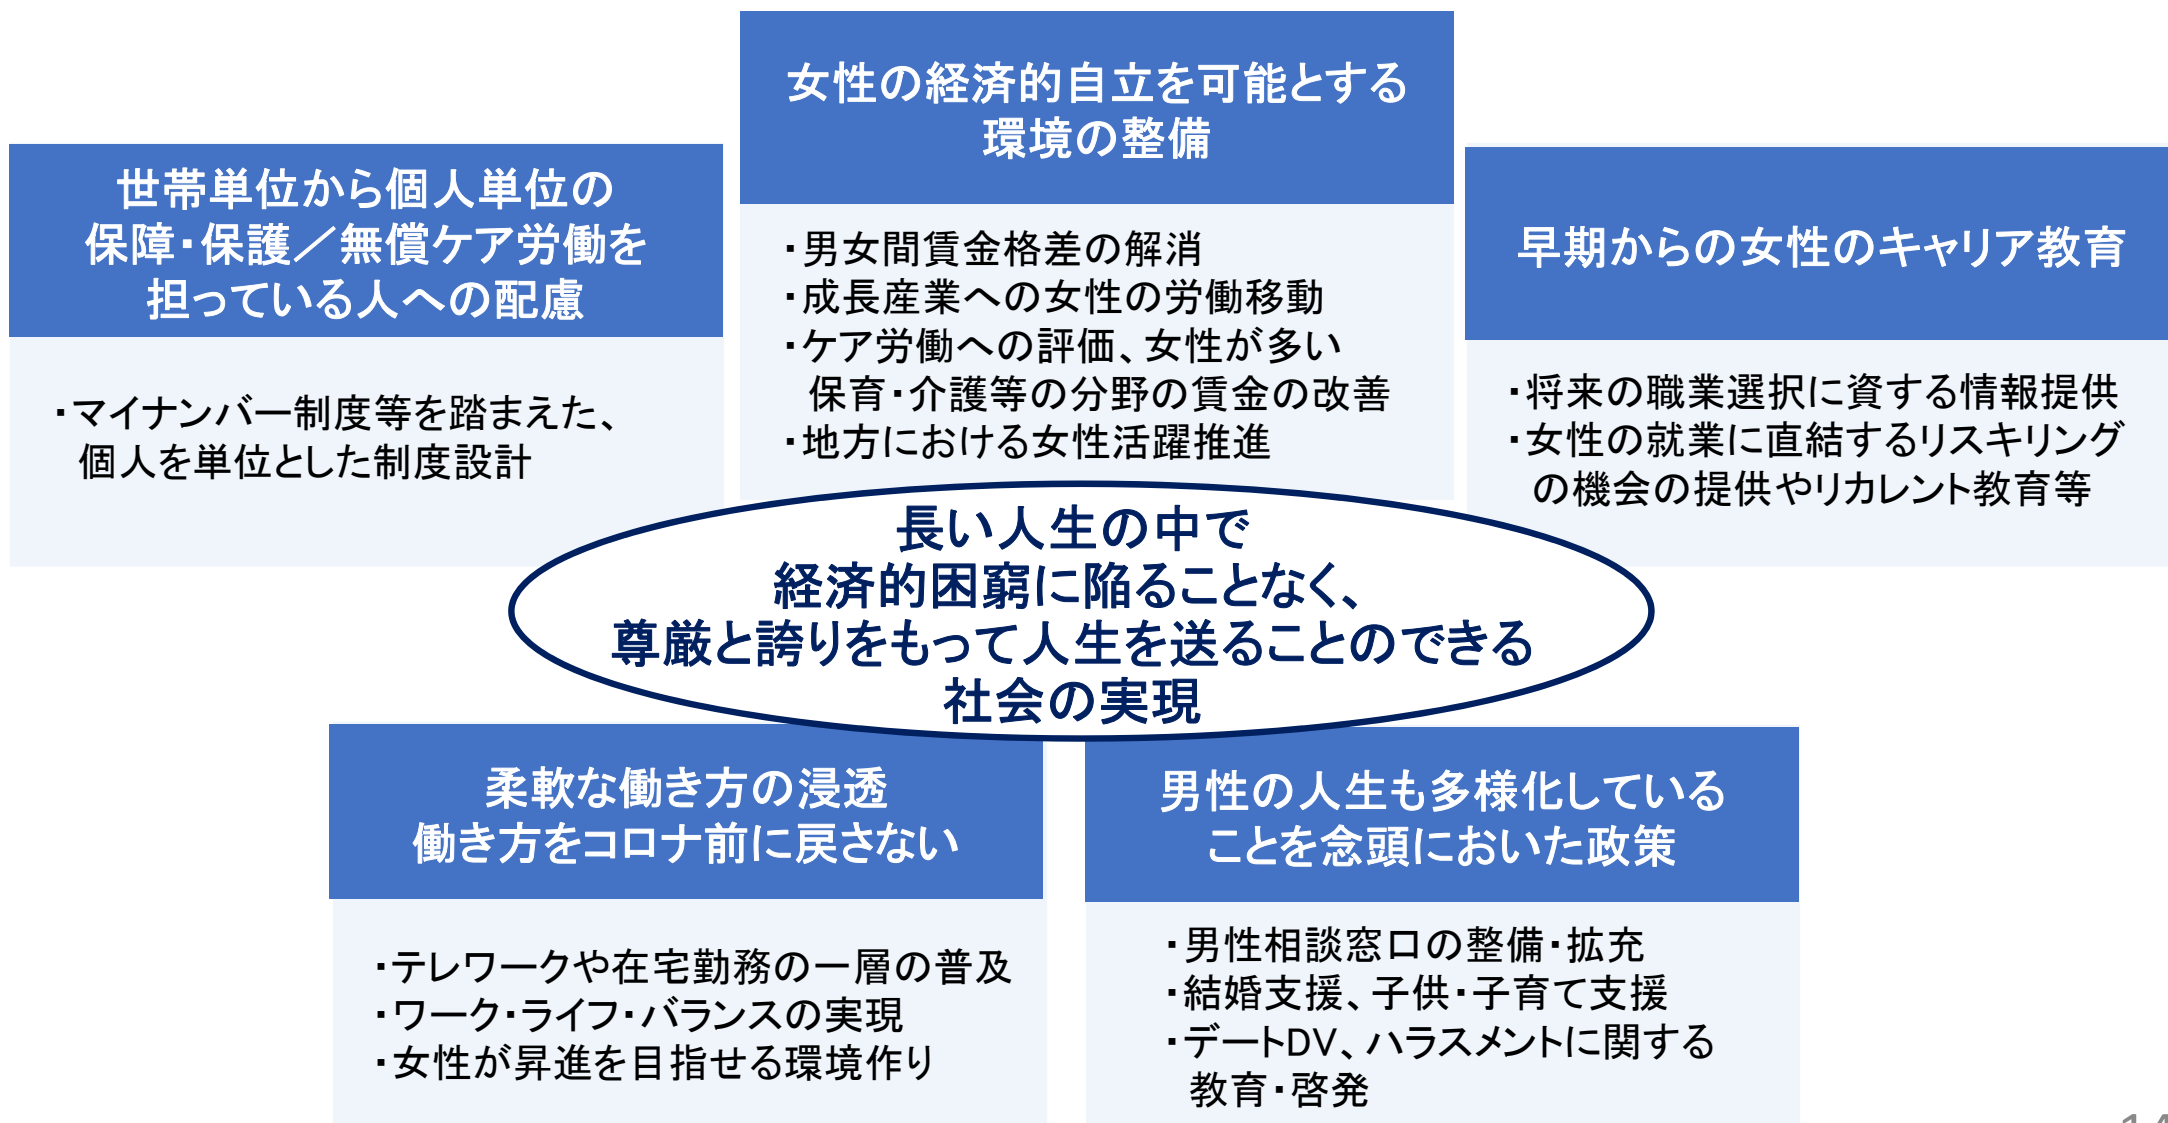 女性の経済的自立を可能とする
環境の整備
・男女間賃金格差の解消
・成長産業への女性の労働移動
・ケア労働への評価、女性が多い
保育・介護等の分野の賃金の改善
・地方における女性活躍推進
世帯単位から個人単位の
保障・保護／無償ケア労働を
担っている人への配慮
・マイナンバー制度等を踏まえた、
個人を単位とした制度設計
早期からの女性のキャリア教育
・将来の職業選択に資する情報提供
・女性の就業に直結するリスキリング
の機会の提供やリカレント教育等
長い人生の中で
経済的困窮に陥ることなく、
尊厳と誇りをもって人生を送ることのできる
社会の実現
柔軟な働き方の浸透
働き方をコロナ前に戻さない
・テレワークや在宅勤務の一層の普及
・ワーク・ライフ・バランスの実現
・女性が昇進を目指せる環境作り
男性の人生も多様化している
ことを念頭においた政策
・男性相談窓口の整備・拡充
・結婚支援、子供・子育て支援
・デートDV、ハラスメントに関する
教育・啓発